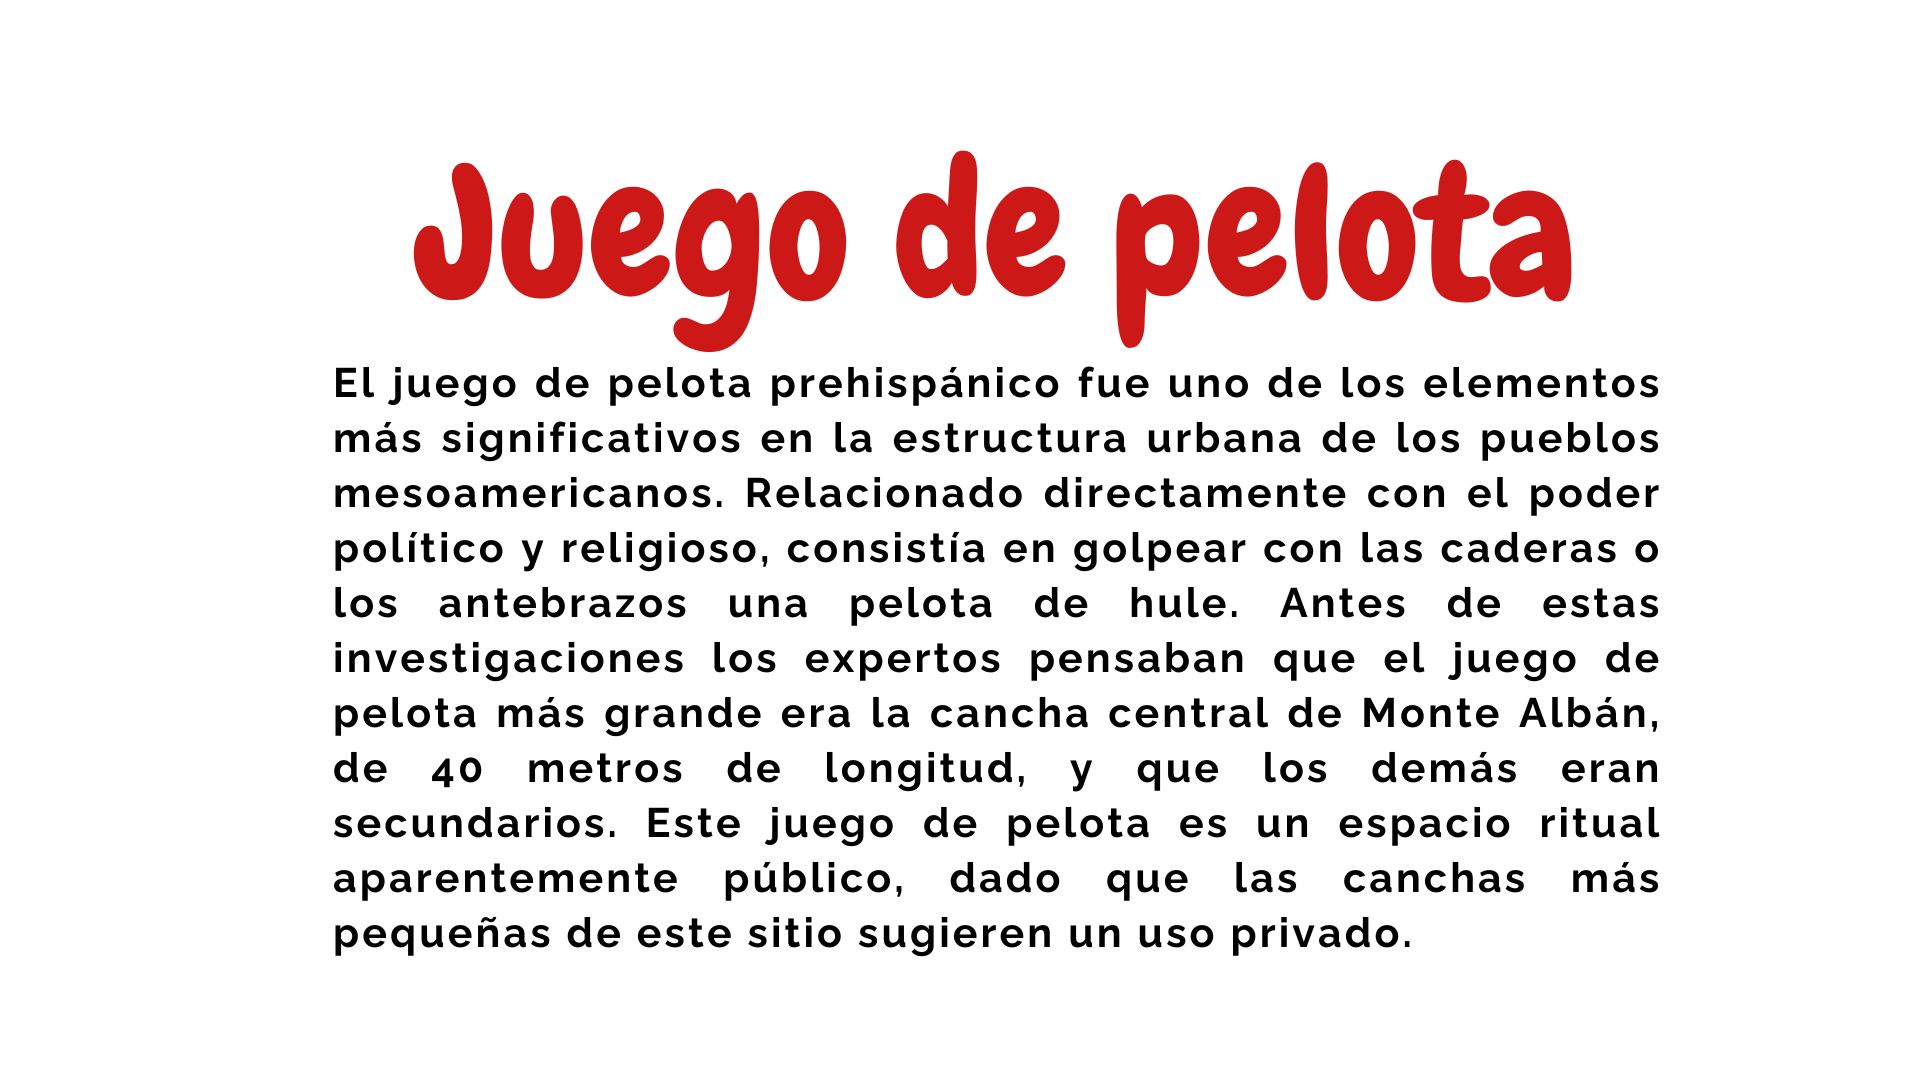 Juego de pelota
El juego de pelota prehispánico fue uno de los elementos
más significativos en la estructura urbana de los pueblos
mesoamericanos. Relacionado directamente con el poder
político y religioso, consistía en golpear con las caderas o
los antebrazos una pelota de hule. Antes de estas
investigaciones los expertos pensaban que el juego de
pelota más grande era la cancha central de Monte Albán,
de 40 metros de longitud, y que los demás eran
secundarios. Este juego de pelota es un espacio ritual
aparentemente público, dado que las canchas más
pequeñas de este sitio sugieren un uso privado.